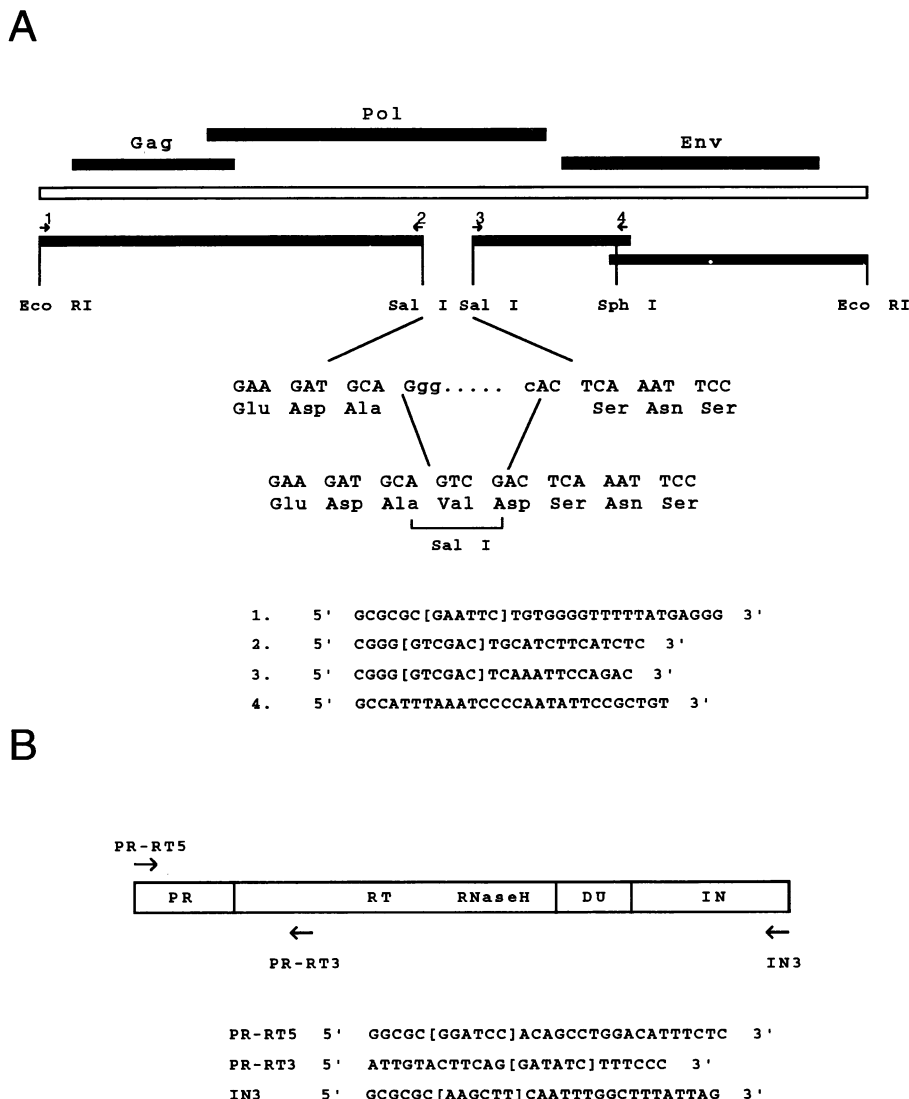 A
Pol
Gag Env
1 2 3 4
Eco RI Sal I Sal I Sph I Eco RI
GAA GAT GCA Ggg..... cAC TCA AAT TCC
Glu Asp Ala Ser Asn Ser
GAA GAT GCA GTC GAC TCA AAT TCC
Glu Asp Ala Val Asp Ser Asn Ser
Sal I
1. 5' GCGCGC[GAATTC]TGTGGGGTTTTTATGAGGG 3'
2. 5' CGGG[GTCGAC]TGCATCTTCATCTC 3'
3. 5' CGGG[GTCGAC]TCAAATTCCAGAC 3'
4. 5' GCCATTTAAATCCCCAATATTCCGCTGT 3'
B
PR-RT5
PR RT RNaseH DU IN
PR-RT3 IN3
PR-RT5 5' GGCGC[GGATCC]ACAGCCTGGACATTTCTC 3'
PR-RT3 5' ATTGTACTTCAG[GATATC]TTTCCC 3'
IN3 5' GCGCGC[AAGCTT]CAATTTGGCTTTATTAG 3'